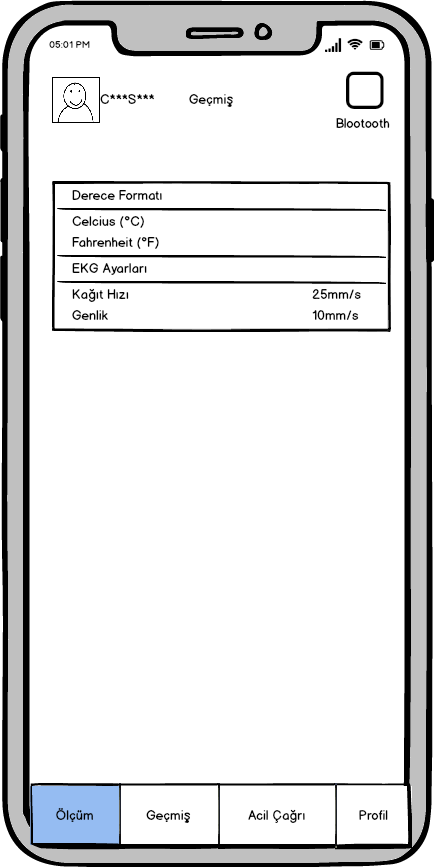 05:01 PM
C***S*** Geçmiş
Blootooth
Derece Formatı
Celcius (°C)
Fahrenheit (°F)
EKG Ayarları
Kağıt Hızı 25mm/s
Genlik 10mm/s
Ölçüm Geçmiş Acil Çağrı Profil